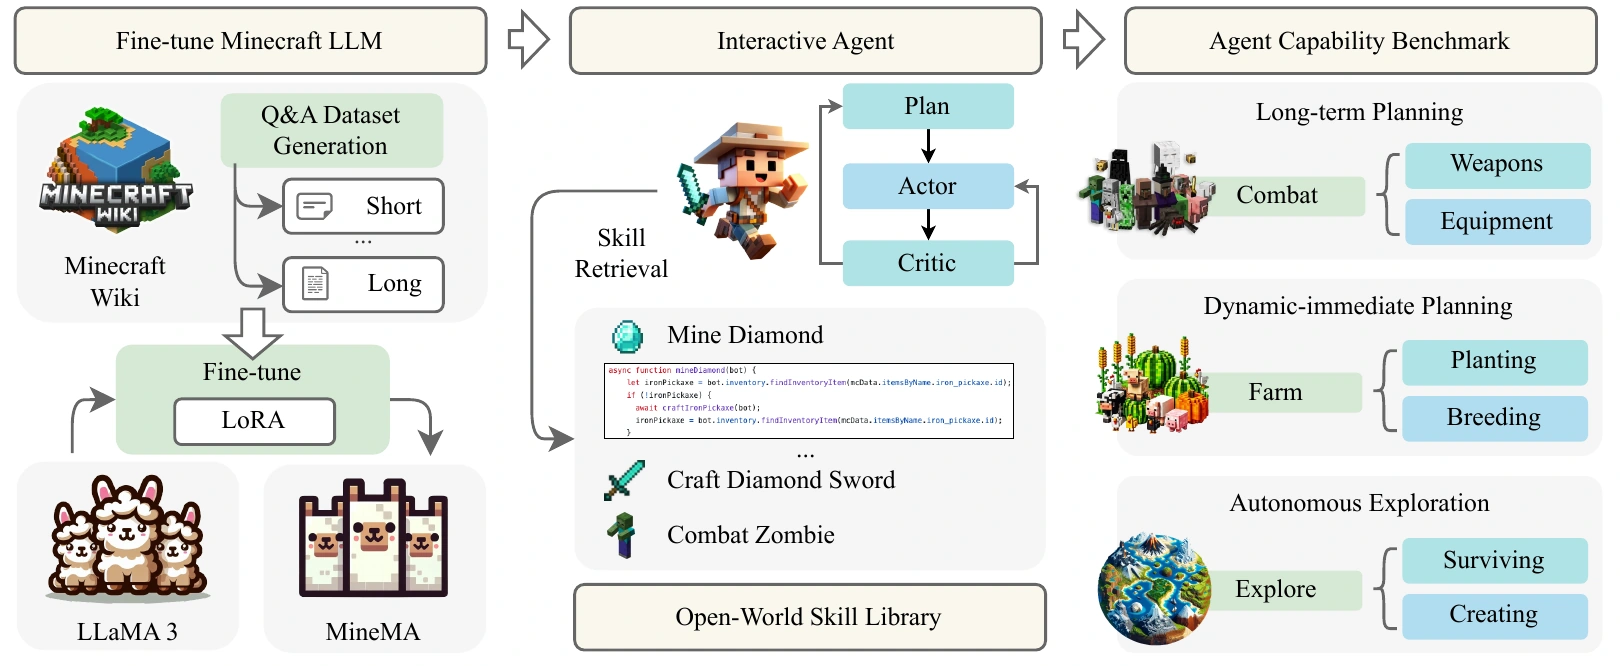 Fine-tune Minecraft LLM
Interactive Agent
Agent Capability Benchmark
MINECRAFT
WIKI
Minecraft
Wiki
Q&A Dataset
Generation
Short
...
Long
Fine-tune
LoRA
LLaMA 3
MineMA
Plan
Actor
Critic
Skill
Retrieval
Mine Diamond
async function mineDiamond(bot) {
let ironPickaxe = bot.inventory.findInventoryItem(mcData.itemsByName.iron_pickaxe.id);
if (!ironPickaxe) {
await craftIronPickaxe(bot);
ironPickaxe = bot.inventory.findInventoryItem(mcData.itemsByName.iron_pickaxe.id);
}
...
Craft Diamond Sword
Combat Zombie
Open-World Skill Library
Long-term Planning
Combat
Weapons
Equipment
Dynamic-immediate Planning
Farm
Planting
Breeding
Autonomous Exploration
Explore
Surviving
Creating